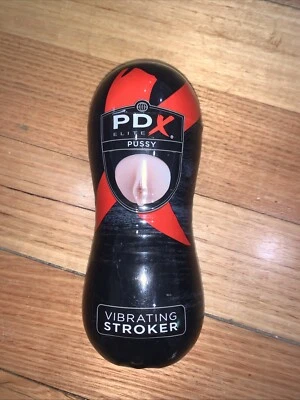 PDX
ELITE
PUSSY
VIBRATING
STROKER